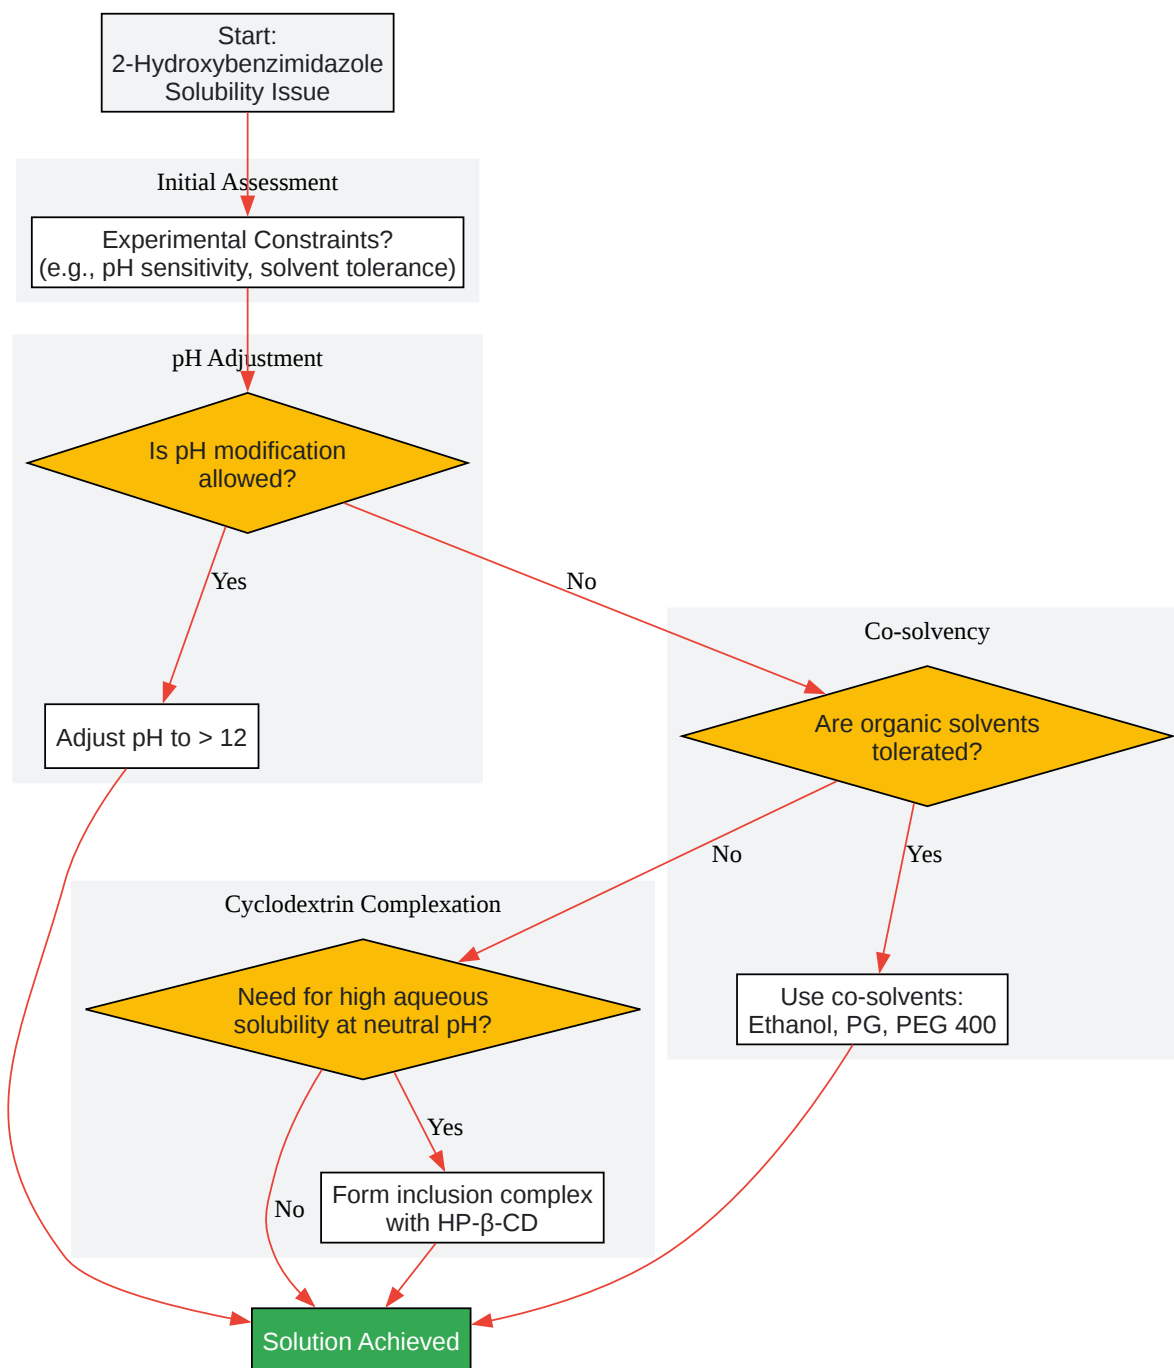 Start:
2-Hydroxybenzimidazole
Solubility Issue
Initial Assessment
Experimental Constraints?
(e.g., pH sensitivity, solvent tolerance)
pH Adjustment
Is pH modification
allowed?
Yes
No
Adjust pH to > 12
Co-solvency
Are organic solvents
tolerated?
No
Yes
Use co-solvents:
Ethanol, PG, PEG 400
Cyclodextrin Complexation
Need for high aqueous
solubility at neutral pH?
Yes
No
Form inclusion complex
with HP-β-CD
Solution Achieved